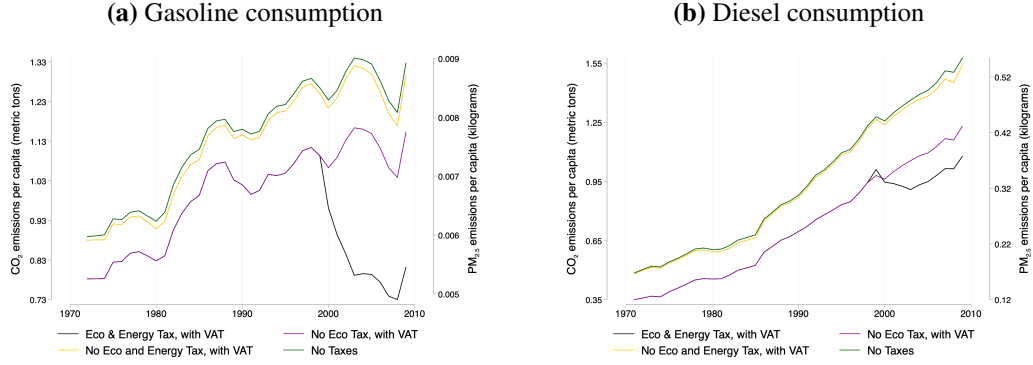 (a) Gasoline consumption
CO₂ emissions per capita (metric tons)
1.33
1.23
1.13
1.03
0.93
0.83
0.73
1970
1980
1990
2000
2010
0.009
0.008
0.007
0.006
0.005
PM₂.₅ emissions per capita (kilograms)
Eco & Energy Tax, with VAT
No Eco Tax, with VAT
No Eco and Energy Tax, with VAT
No Taxes
(b) Diesel consumption
CO₂ emissions per capita (metric tons)
1.55
1.25
0.95
0.65
0.35
1970
1980
1990
2000
2010
0.52
0.42
0.32
0.22
0.12
PM₂.₅ emissions per capita (kilograms)
Eco & Energy Tax, with VAT
No Eco Tax, with VAT
No Eco and Energy Tax, with VAT
No Taxes